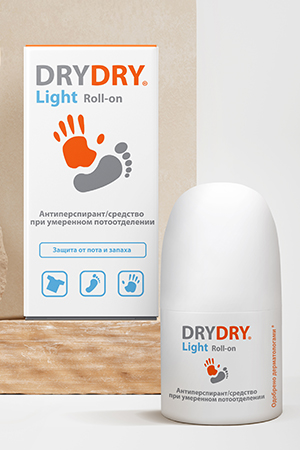 DRYDRY®
Light Roll-on
Антиперспирант/средство
при умеренном потоотделении
Защита от пота и запаха
DRYDRY®
Light Roll-on
Антиперспирант/средство
при умеренном потоотделении
Одобрено дерматологами *